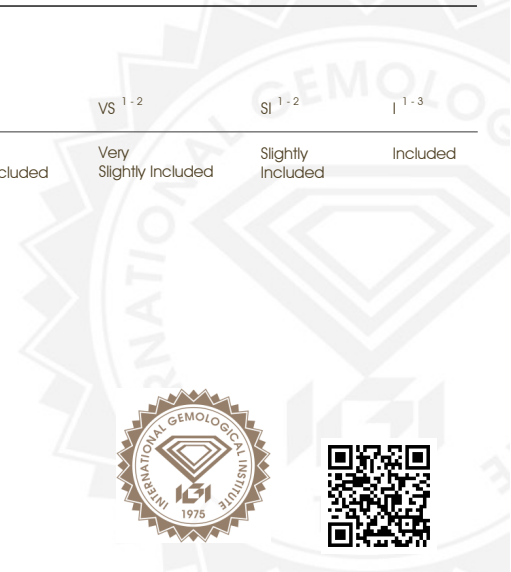 VS 1 - 2
SI 1 - 2
I 1 - 3
cluded
Very
Slightly Included
Slightly
Included
Included
INTERNATIONAL GEMOLOGICAL INSTITUTE
IGI
1975